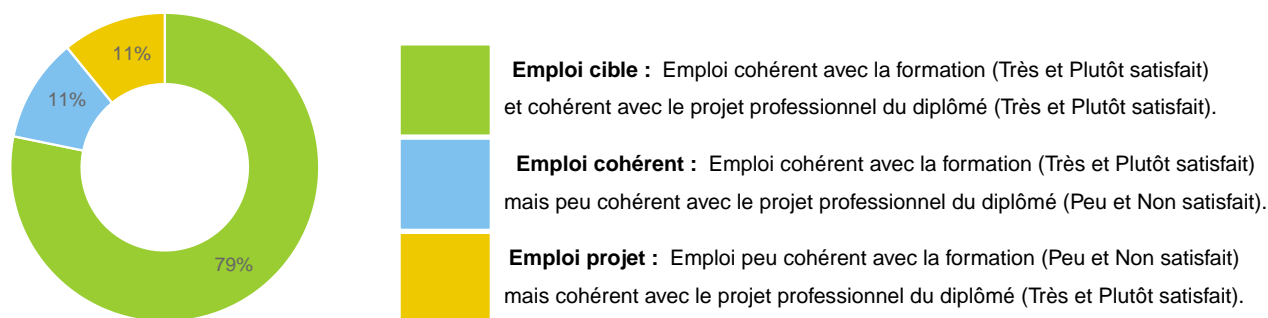 11%
11%
79%
Emploi cible : Emploi cohérent avec la formation (Très et Plutôt satisfait)
et cohérent avec le projet professionnel du diplômé (Très et Plutôt satisfait).
Emploi cohérent : Emploi cohérent avec la formation (Très et Plutôt satisfait)
mais peu cohérent avec le projet professionnel du diplômé (Peu et Non satisfait).
Emploi projet : Emploi peu cohérent avec la formation (Peu et Non satisfait)
mais cohérent avec le projet professionnel du diplômé (Très et Plutôt satisfait).